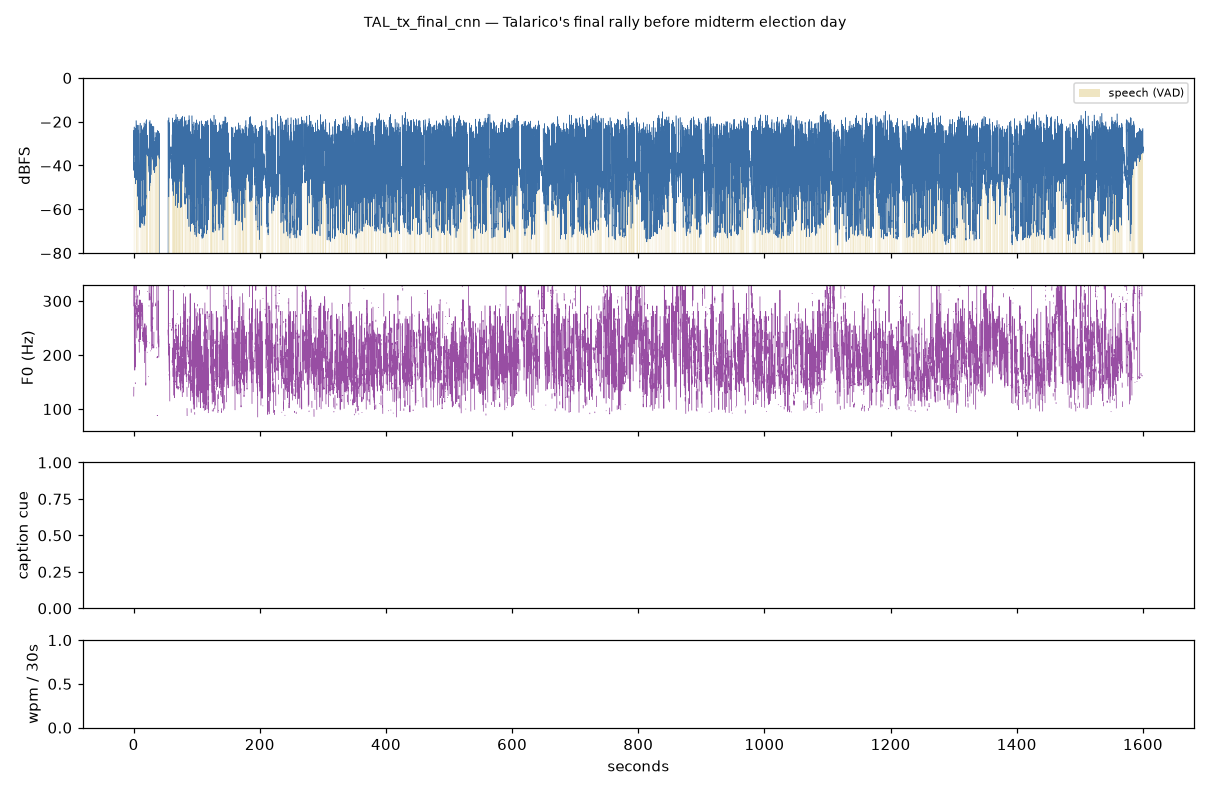 TAL_tx_final_cnn — Talarico's final rally before midterm election day
0
−20
−40
−60
−80
dBFS
speech (VAD)
300
200
100
F0 (Hz)
1.00
0.75
0.50
0.25
0.00
caption cue
1.0
0.5
0.0
wpm / 30s
0 200 400 600 800 1000 1200 1400 1600
seconds